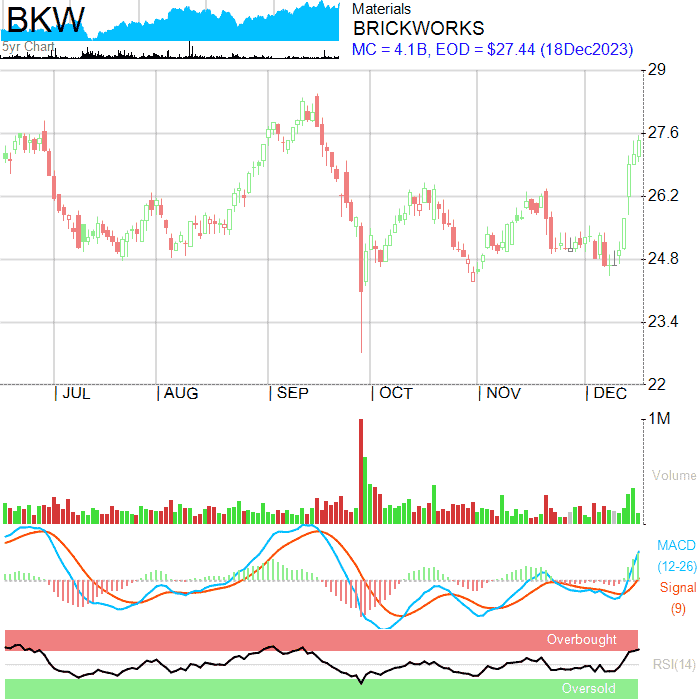 BKW
5yr Chart
Materials
BRICKWORKS
MC = 4.1B, EOD = $27.44 (18Dec2023)
29
27.6
26.2
24.8
23.4
22
JUL AUG SEP OCT NOV DEC
1M
Volume
MACD
(12-26)
Signal
(9)
Overbought
RSI(14)
Oversold